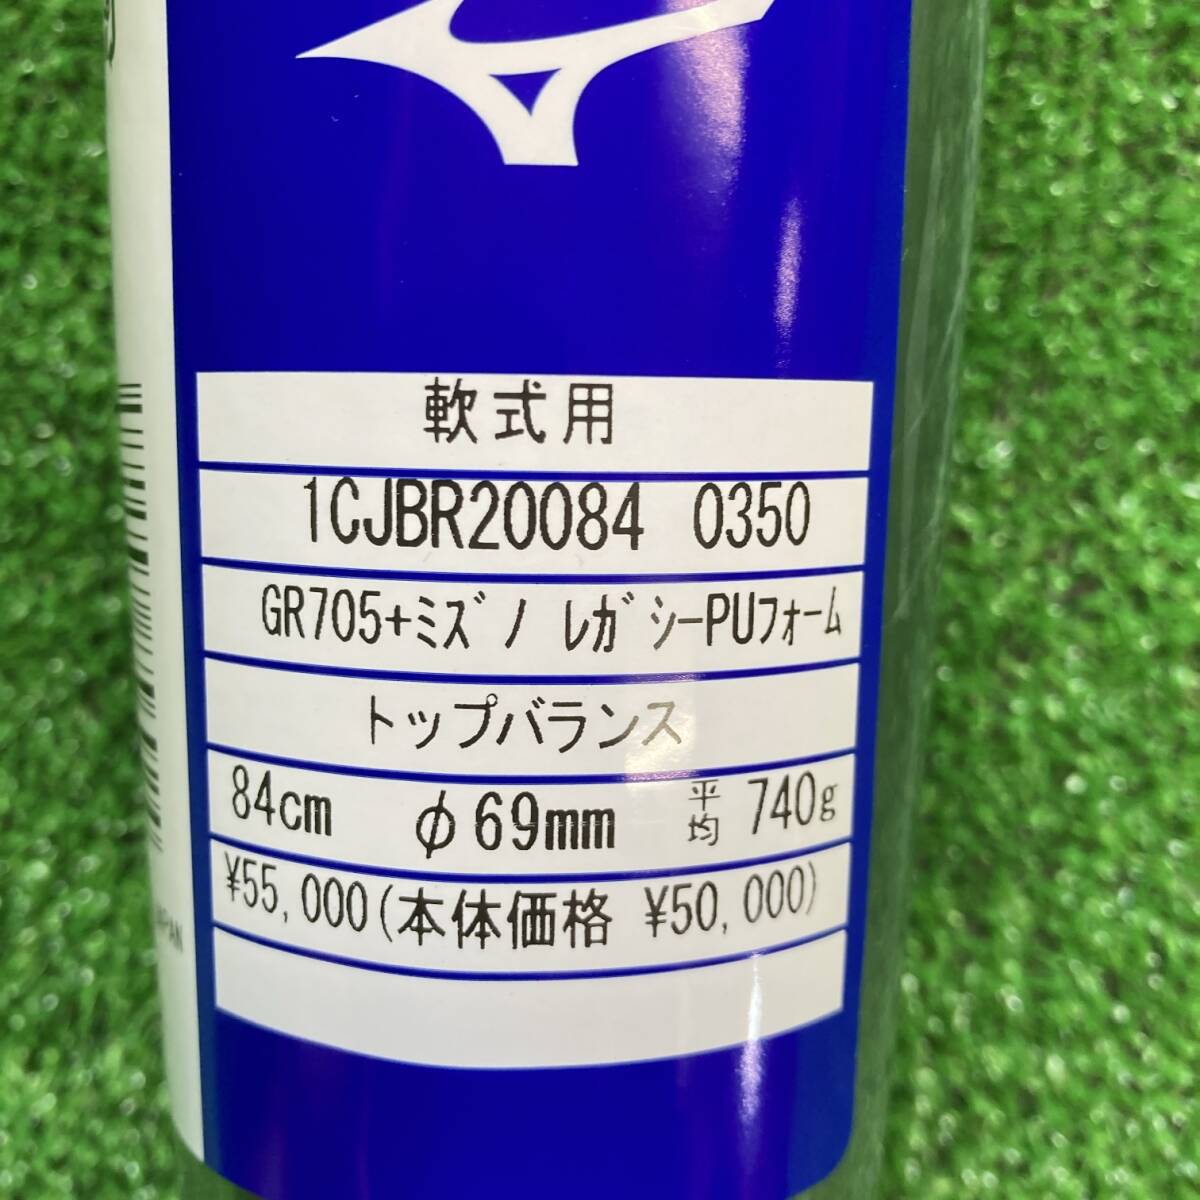 軟式用
1CJBR20084 0350
GR705+ミズノ レガシーPUフォーム
トップバランス
84cm φ69mm 平均 740g
¥55,000(本体価格 ¥50,000)